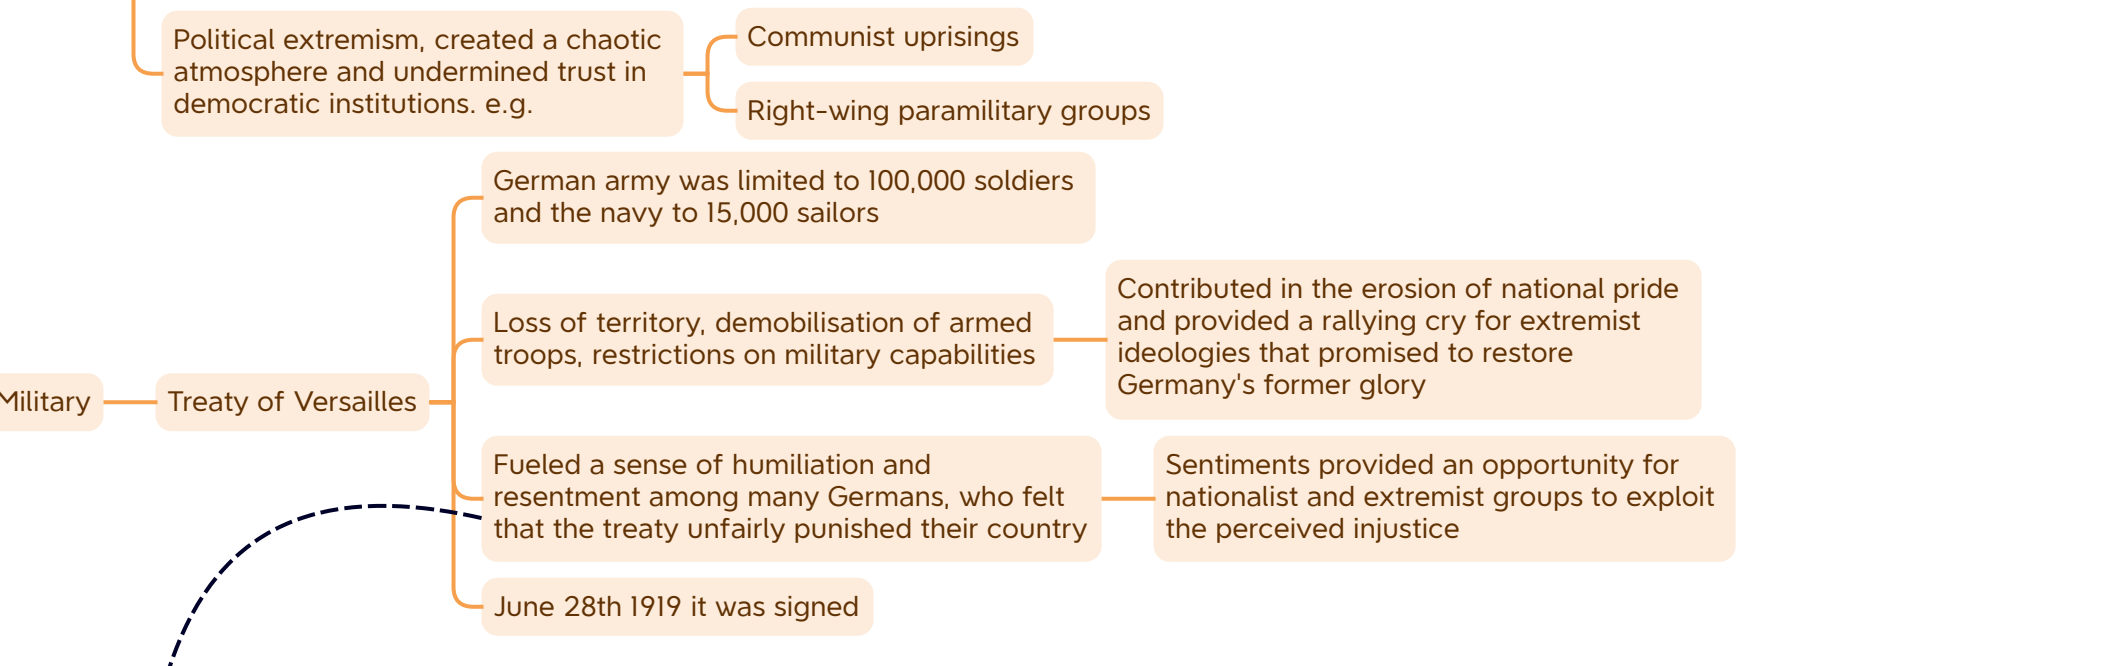 Political extremism, created a chaotic
atmosphere and undermined trust in
democratic institutions. e.g.
Communist uprisings
Right-wing paramilitary groups
Military
Treaty of Versailles
German army was limited to 100,000 soldiers
and the navy to 15,000 sailors
Loss of territory, demobilisation of armed
troops, restrictions on military capabilities
Contributed in the erosion of national pride
and provided a rallying cry for extremist
ideologies that promised to restore
Germany's former glory
Fueled a sense of humiliation and
resentment among many Germans, who felt
that the treaty unfairly punished their country
Sentiments provided an opportunity for
nationalist and extremist groups to exploit
the perceived injustice
June 28th 1919 it was signed